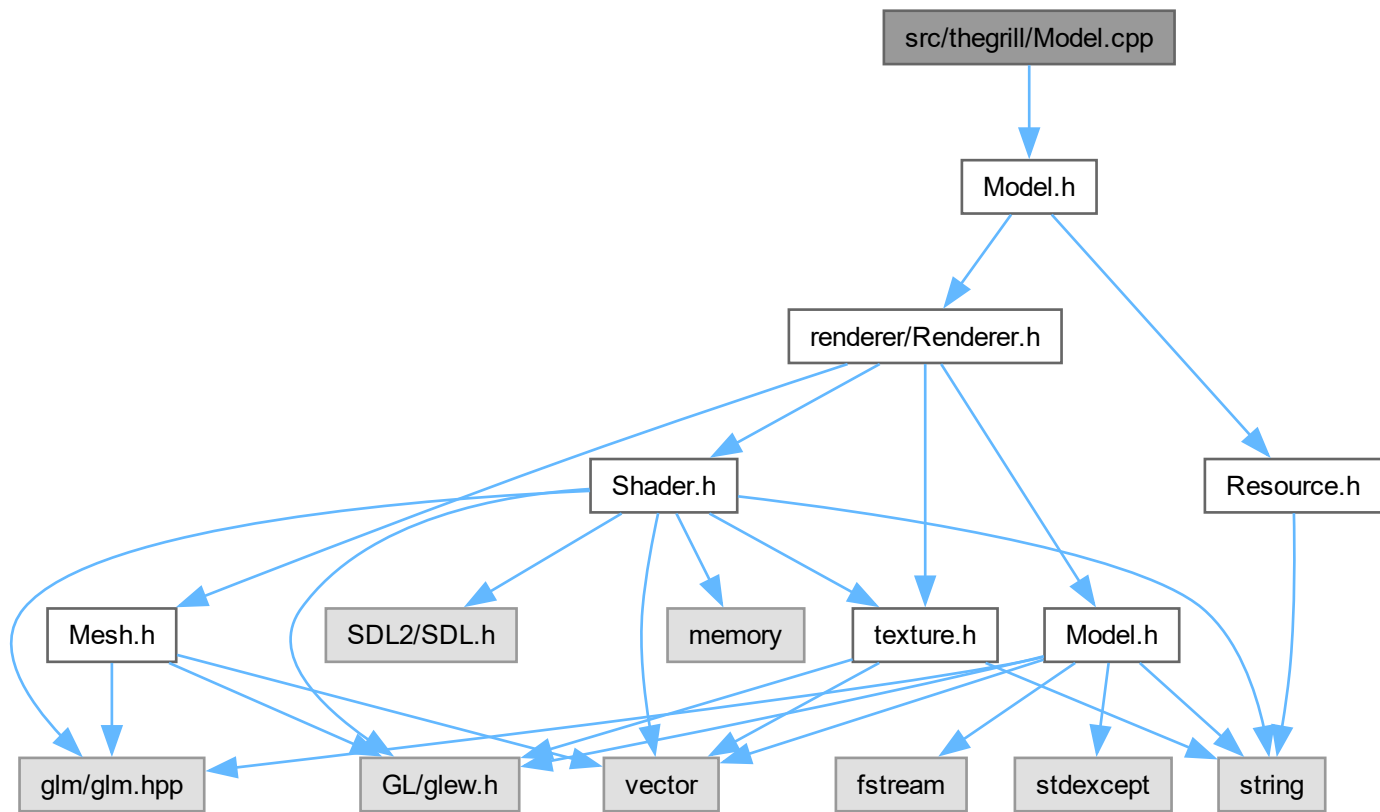 src/thegrill/Model.cpp
Model.h
renderer/Renderer.h
Shader.h
Resource.h
Mesh.h
SDL2/SDL.h
memory
texture.h
Model.h
glm/glm.hpp
GL/glew.h
vector
fstream
stdexcept
string